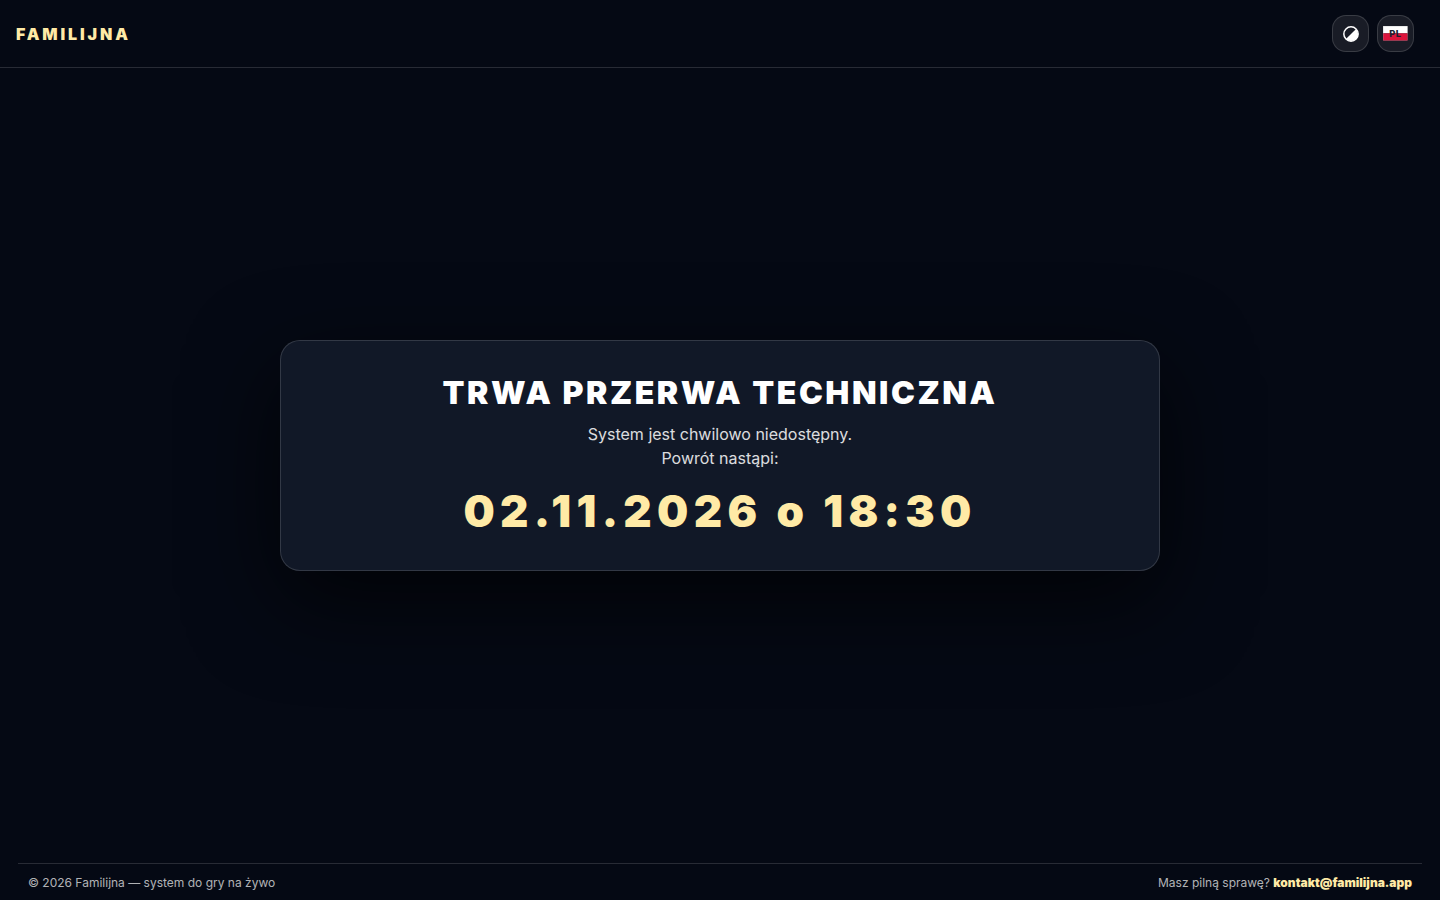 FAMILIJNA
PL
TRWA PRZERWA TECHNICZNA
System jest chwilowo niedostępny.
Powrót nastąpi:
02.11.2026 o 18:30
© 2026 Familijna — system do gry na żywo
Masz pilną sprawę? kontakt@familijna.app